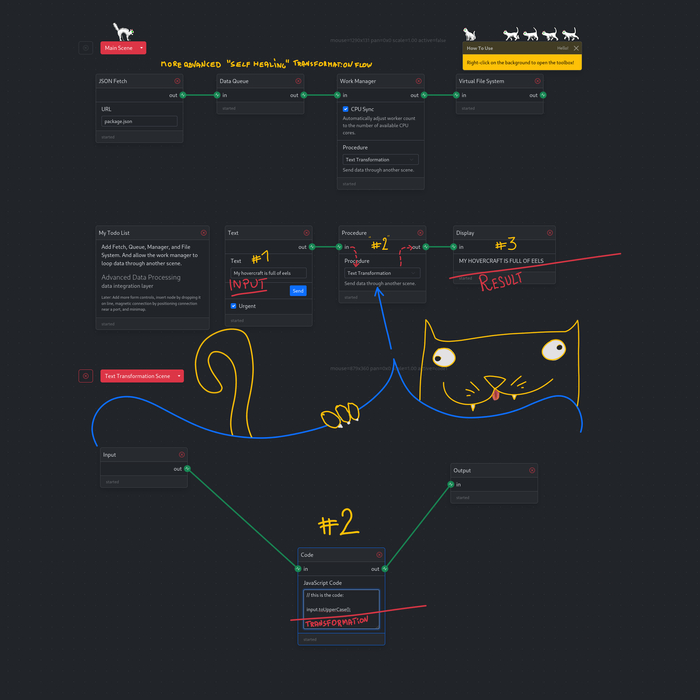 Main Scene
How To Use
Hello!
Right-click on the background to open the toolbox!
MORE ADVANCED "SELF HEALING" TRANSFORMATION FLOW
JSON Fetch
out
URL
package.json
started
Data Queue
in
out
started
Work Manager
in
out
CPU Sync
Automatically adjust worker count
to the number of available CPU
cores.
Procedure
Text Transformation
Send data through another scene.
started
Virtual File System
in
out
started
My Todo List
Add Fetch, Queue, Manager, and File
System. And allow the work manager to
loop data through another scene.
Advanced Data Processing
data integration layer
Later: Add more form controls, insert node by dropping it
on line, magnetic connection by positioning connection
near a port, and minimap.
started
Text
out
#1
Text
My hovercraft is full of eels
INPUT
Send
Urgent
started
Procedure
in
#2
out
Procedure
Text Transformation
Send data through another scene.
started
Display
in
#3
MY HOVERCRAFT IS FULL OF EELS
RESULT
started
Text Transformation Scene
Input
out
started
Output
in
started
#2
Code
in
out
JavaScript Code
// this is the code:
input.toUpperCase()
TRANSFORMATION
started